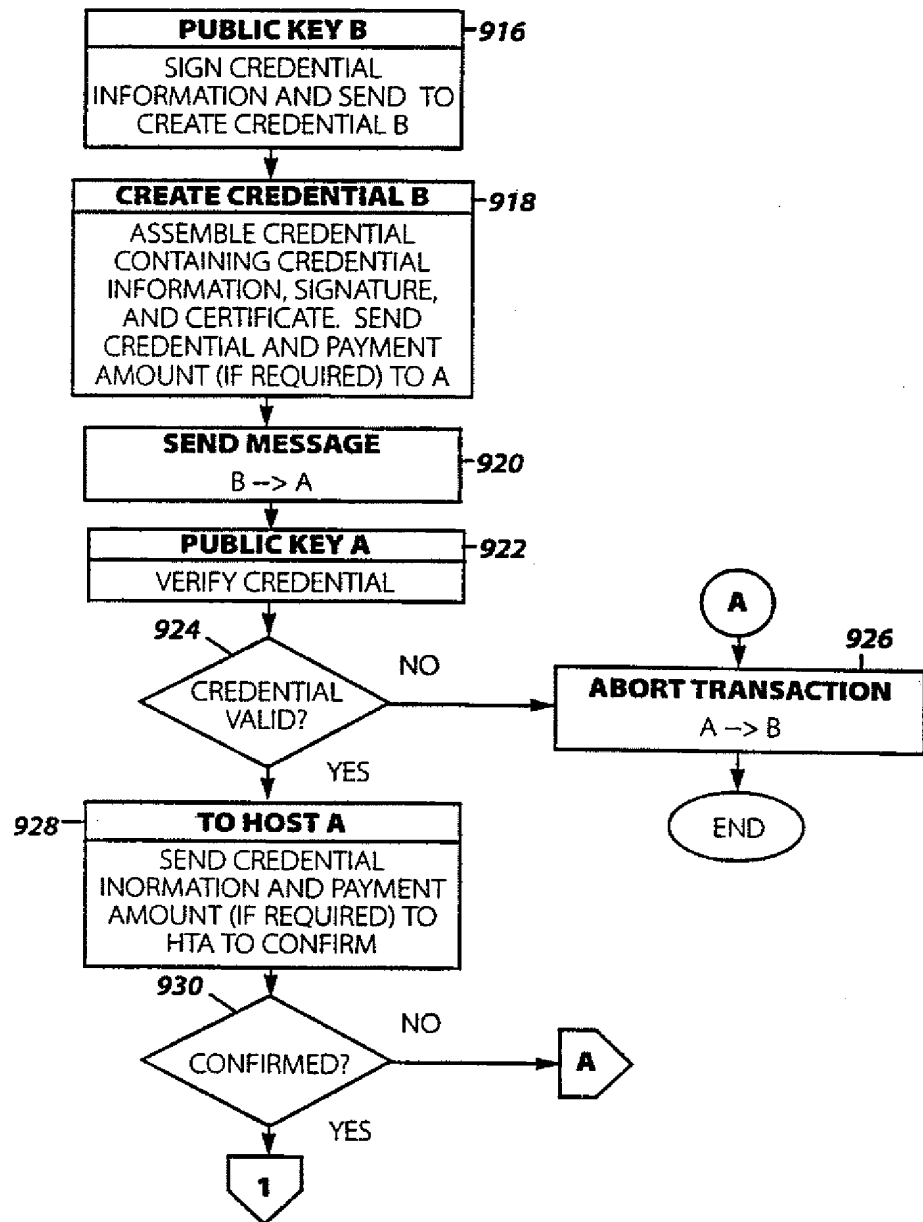 PUBLIC KEY B
916
SIGN CREDENTIAL
INFORMATION AND SEND TO
CREATE CREDENTIAL B
CREATE CREDENTIAL B
918
ASSEMBLE CREDENTIAL
CONTAINING CREDENTIAL
INFORMATION, SIGNATURE,
AND CERTIFICATE. SEND
CREDENTIAL AND PAYMENT
AMOUNT (IF REQUIRED) TO A
SEND MESSAGE
920
B --> A
PUBLIC KEY A
922
VERIFY CREDENTIAL
924
CREDENTIAL
VALID?
NO
YES
A
926
ABORT TRANSACTION
A --> B
END
928
TO HOST A
SEND CREDENTIAL
INORMATION AND PAYMENT
AMOUNT (IF REQUIRED) TO
HTA TO CONFIRM
930
CONFIRMED?
NO
A
YES
1